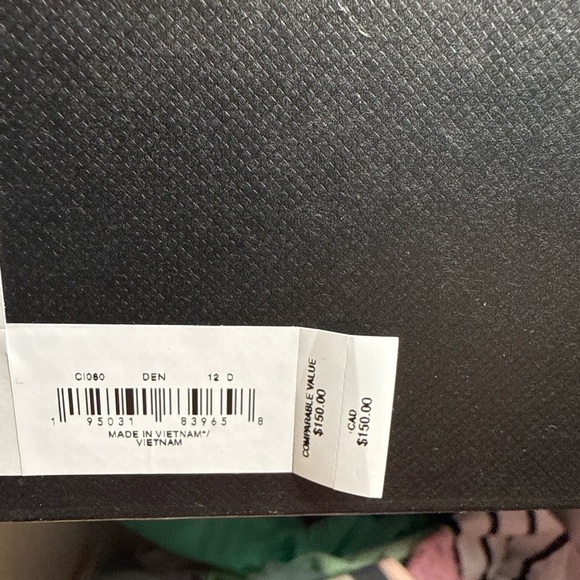 CI060 DEN 12 D
1 95031 83965 8
MADE IN VIETNAM*/
VIETNAM
COMPARABLE VALUE
$150.00
CAD
$150.00